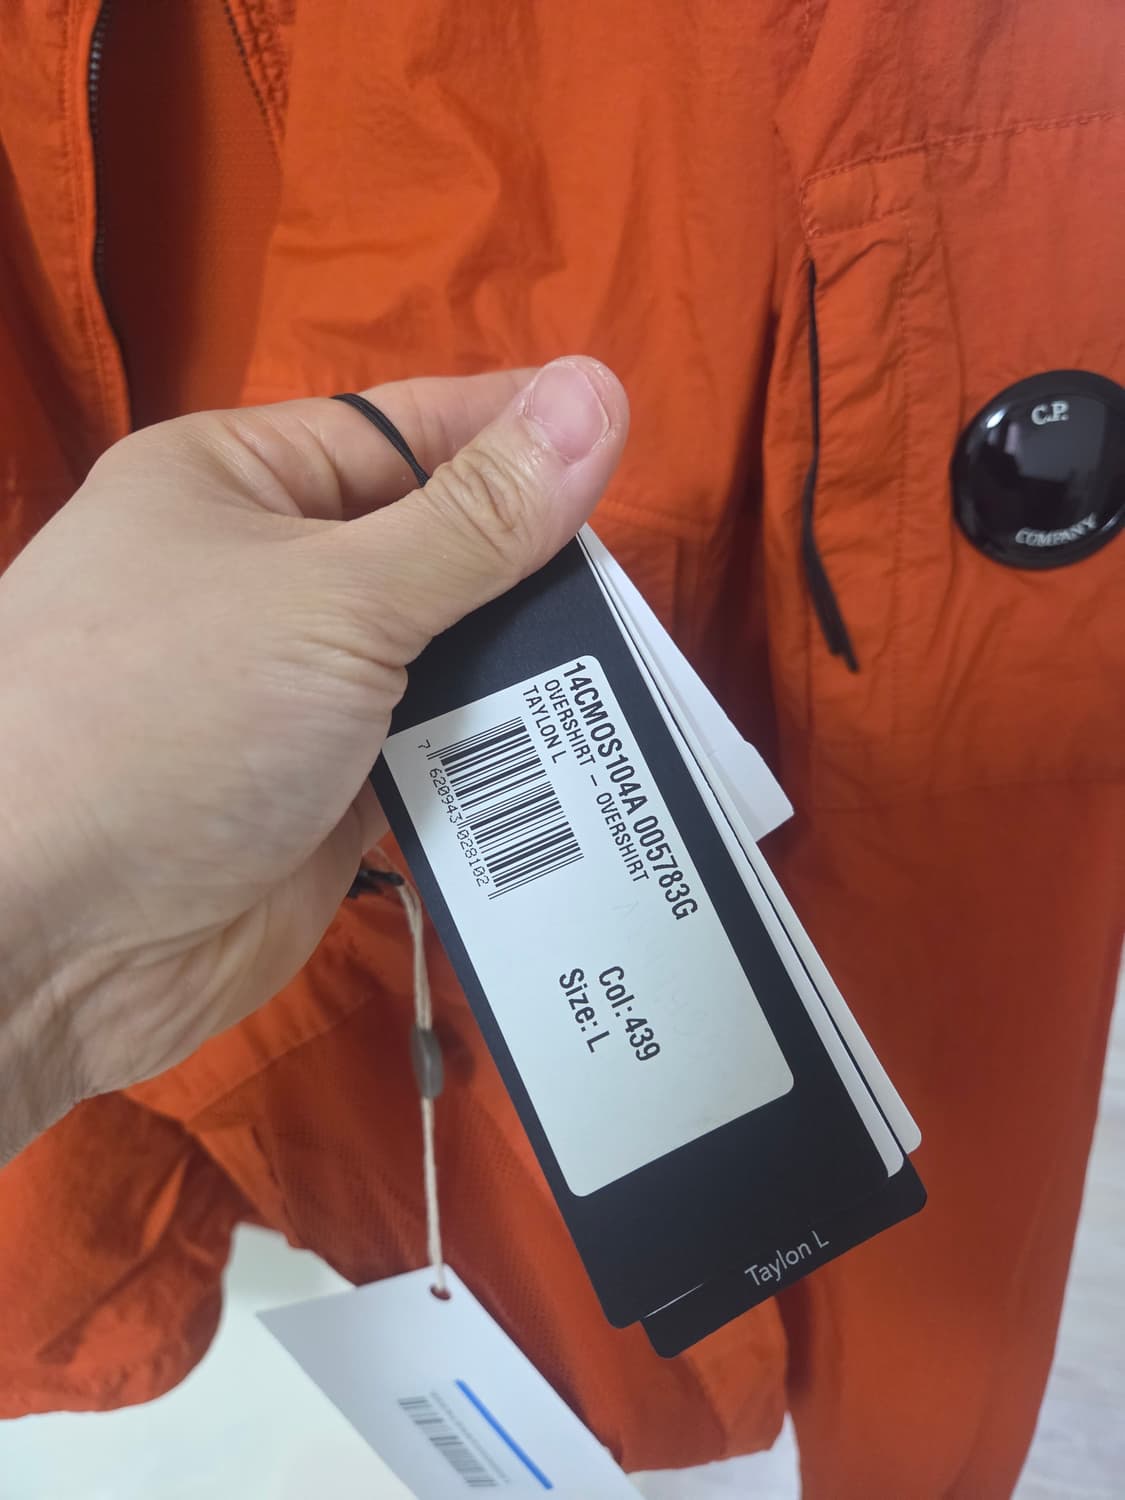 C.P.
COMPANY
14CMOS104A 005783G
OVERSHIRT - OVERSHIRT
TAYLON L
7 620943 028102
Col: 439
Size: L
Taylon L